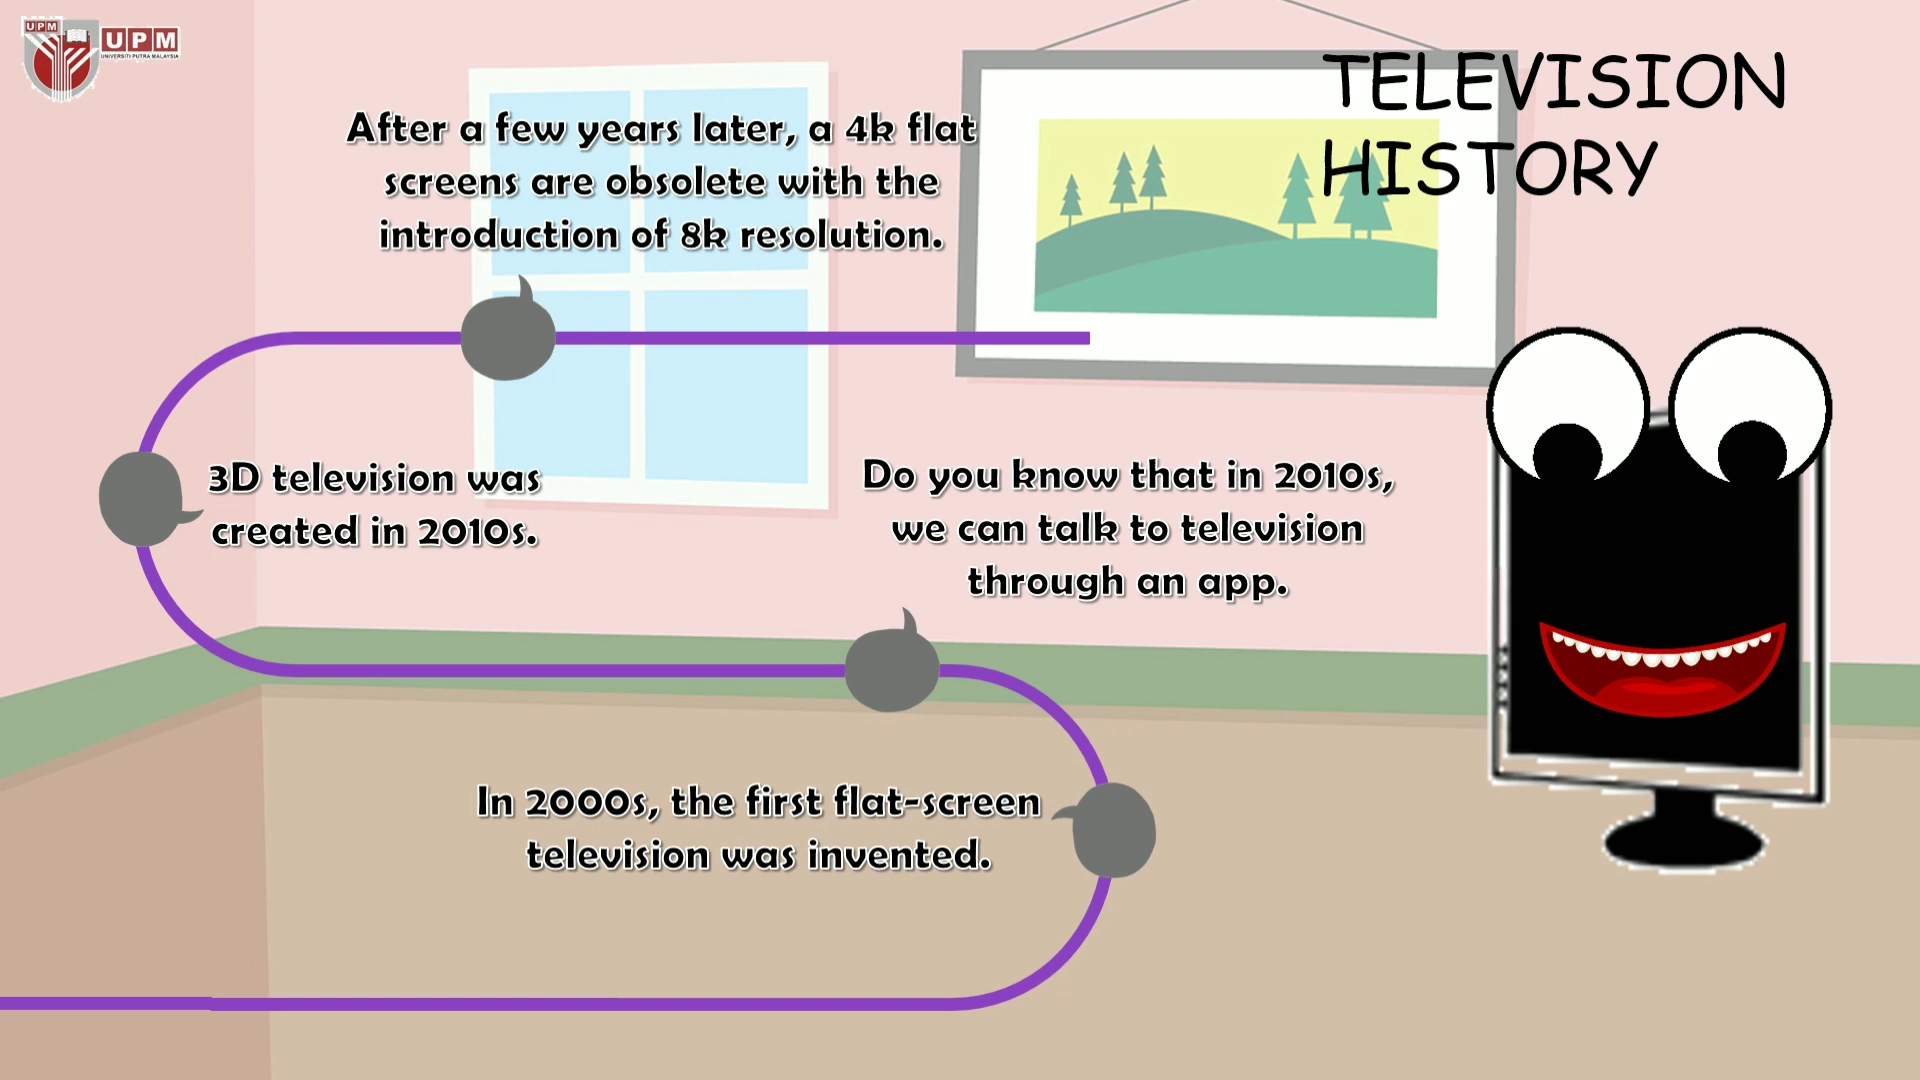 UPM
UPM
UNIVERSITI PUTRA MALAYSIA
TELEVISION
HISTORY
After a few years later, a 4k flat
screens are obsolete with the
introduction of 8k resolution.
3D television was
created in 2010s.
Do you know that in 2010s,
we can talk to television
through an app.
In 2000s, the first flat-screen
television was invented.